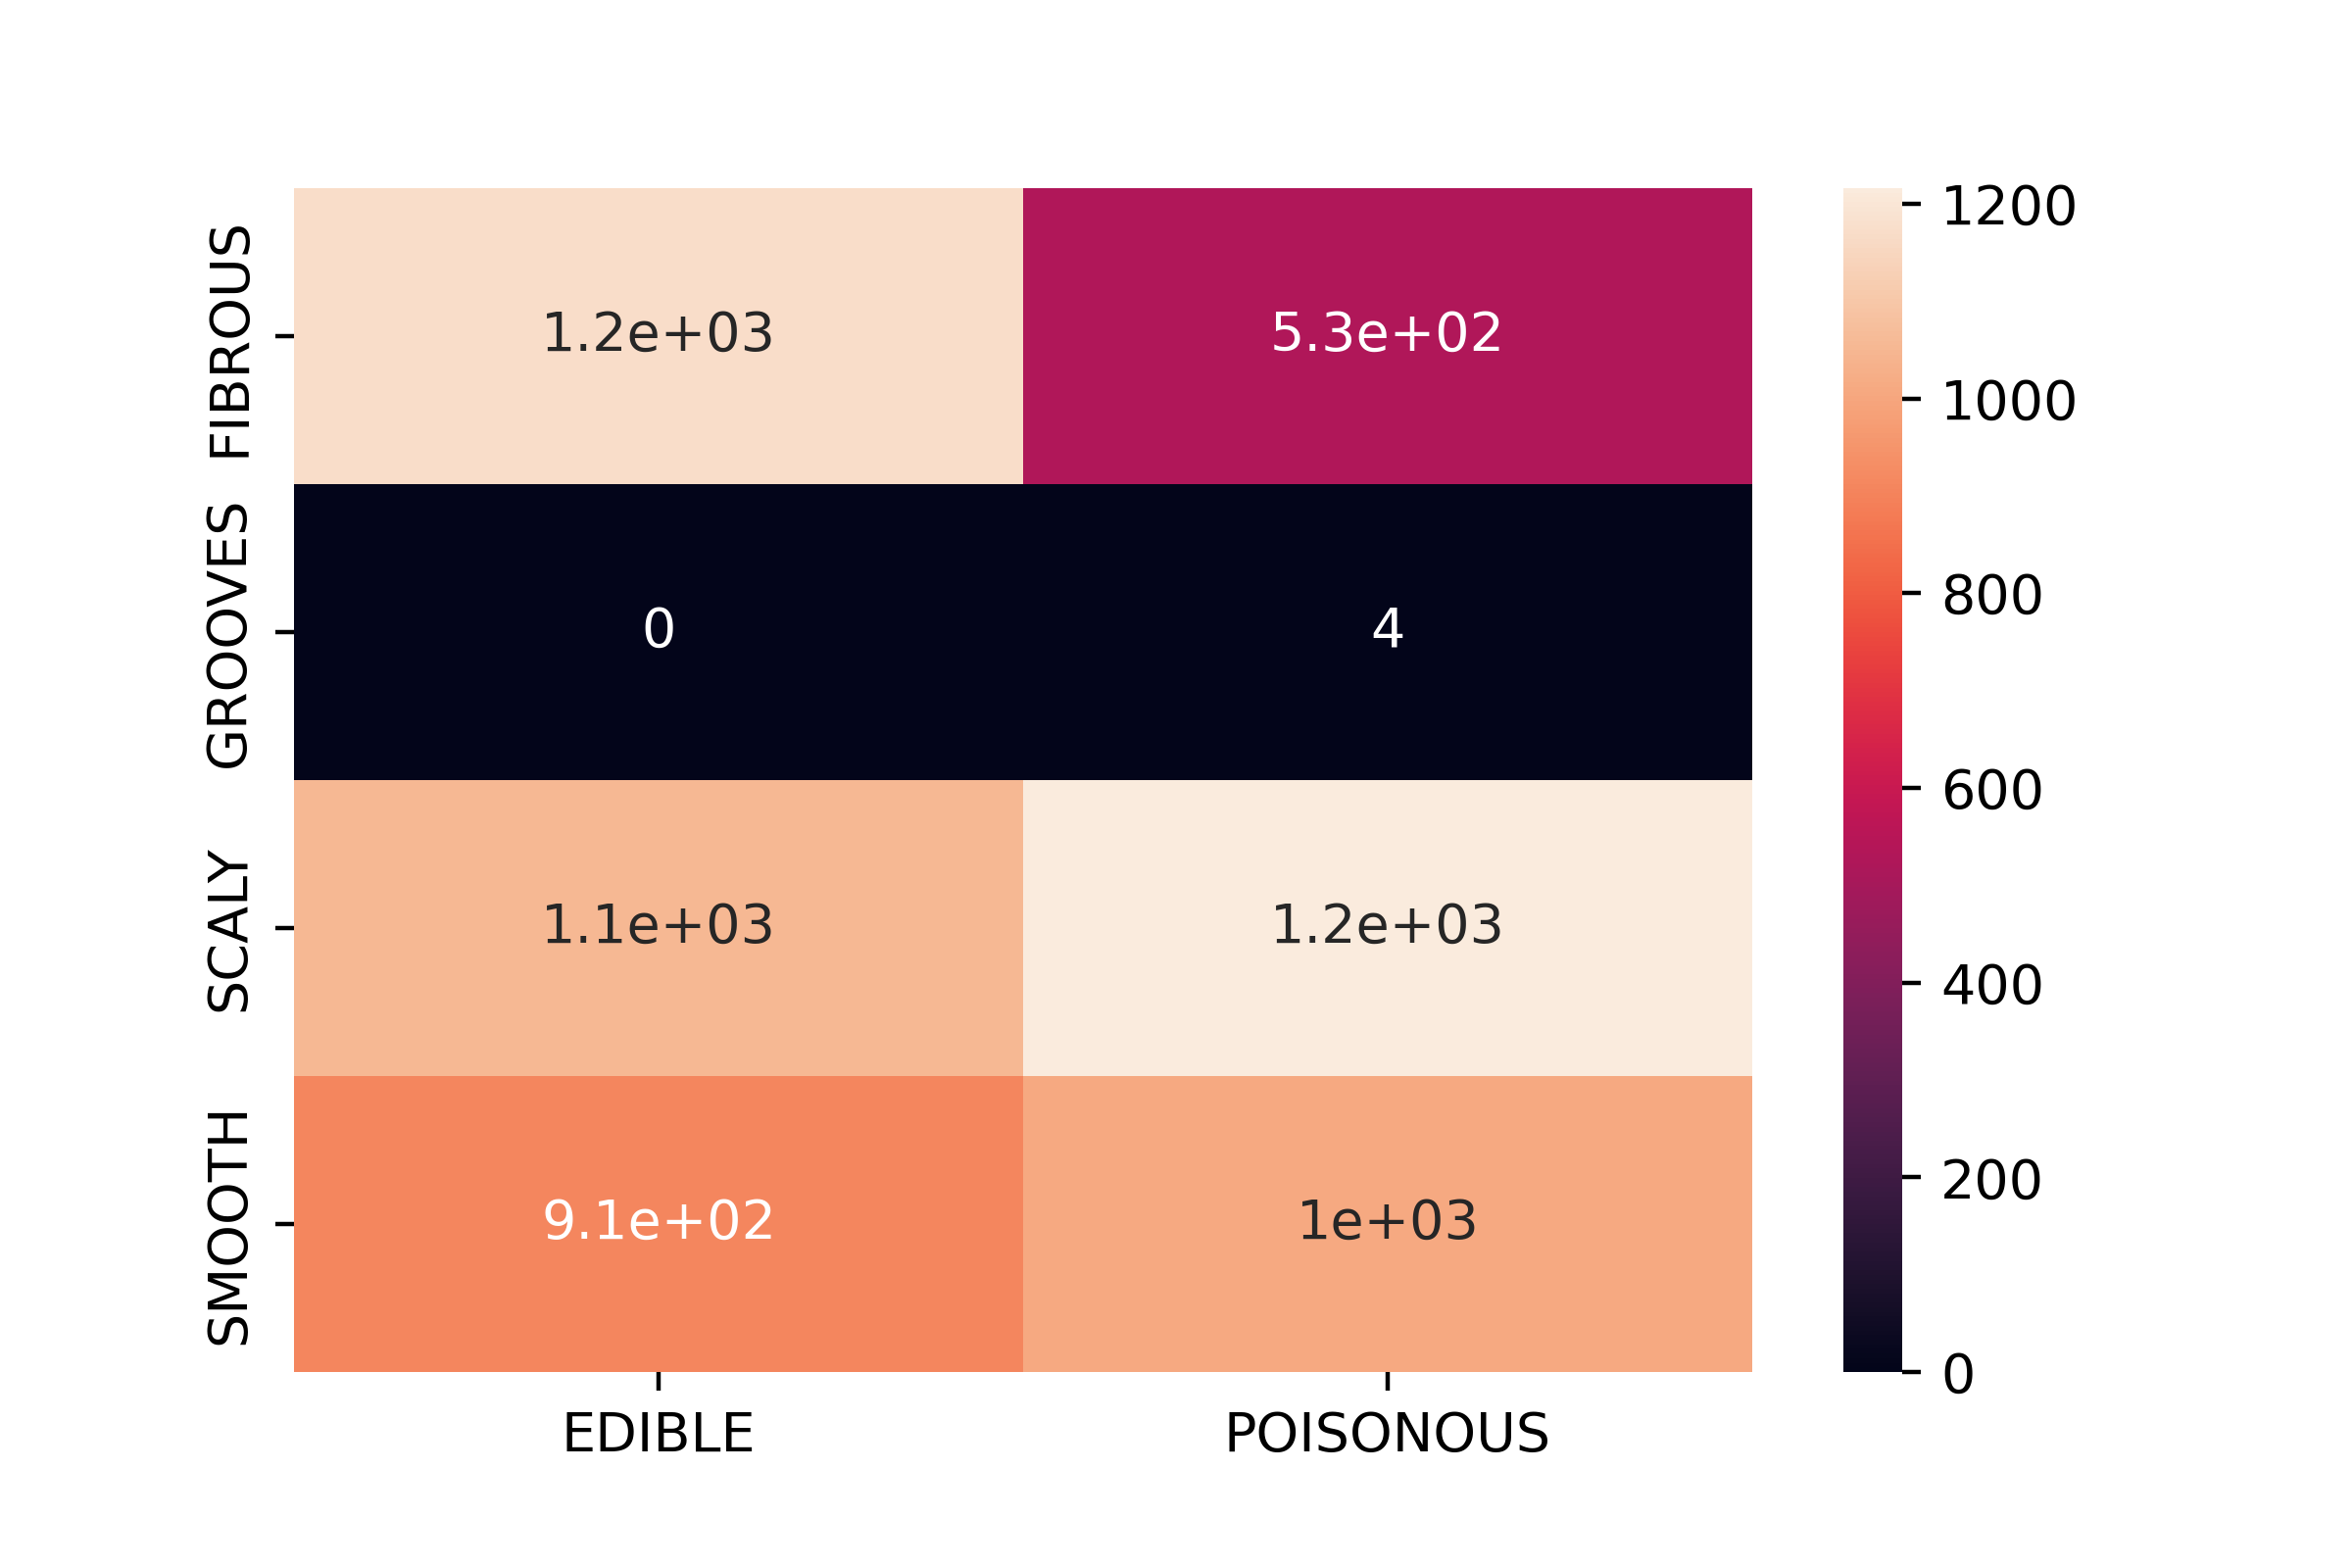 FIBROUS
1.2e+03 5.3e+02
GROOVES
0 4
SCALY
1.1e+03 1.2e+03
SMOOTH
9.1e+02 1e+03
EDIBLE POISONOUS
1200
1000
800
600
400
200
0